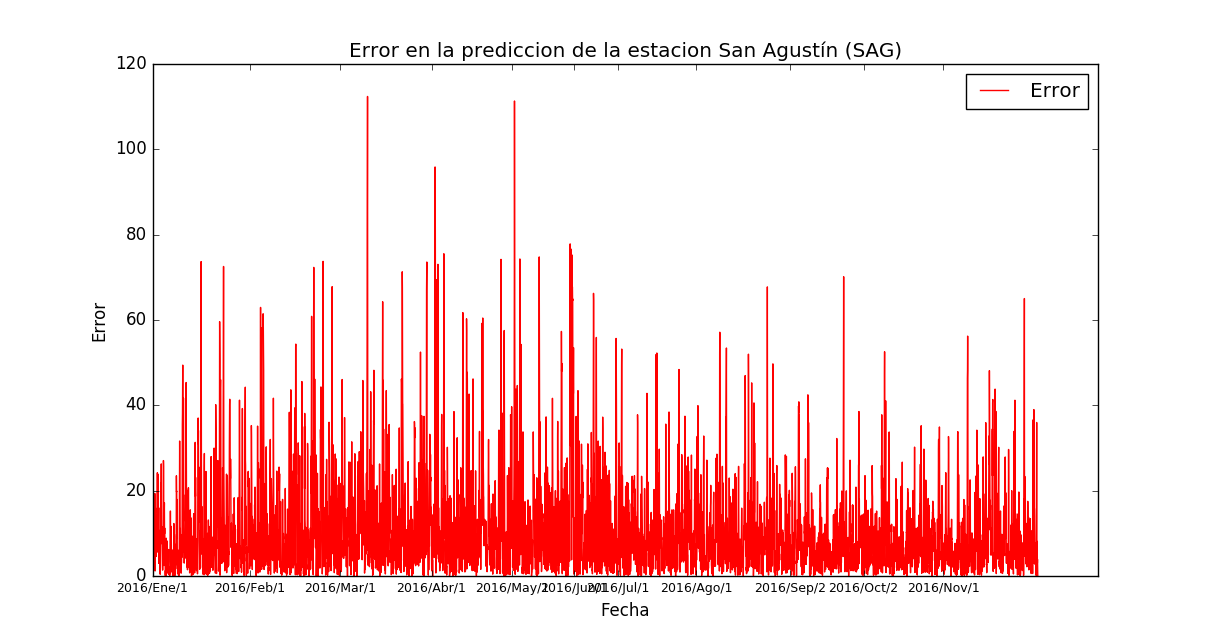 Error en la prediccion de la estacion San Agustín (SAG)
Error
120
100
80
60
40
20
0
Error
2016/Ene/1 2016/Feb/1 2016/Mar/1 2016/Abr/1 2016/May/1 2016/Jun/1 2016/Jul/1 2016/Ago/1 2016/Sep/2 2016/Oct/2 2016/Nov/1
Fecha